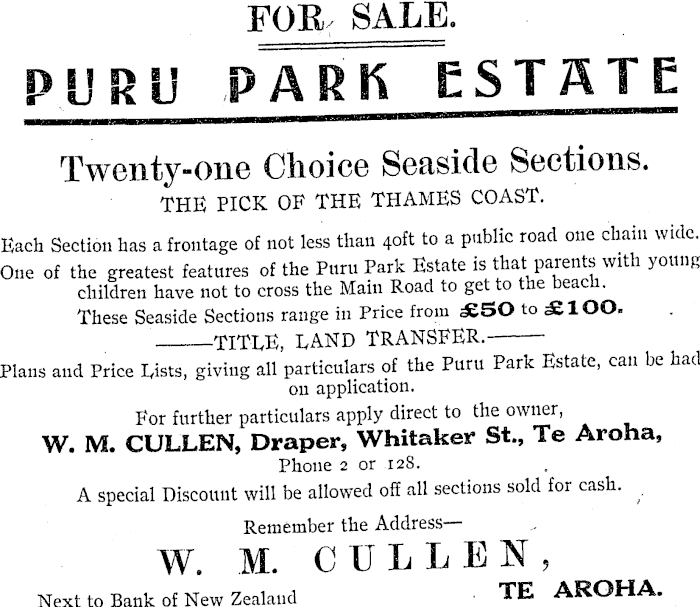 FOR SALE.
PURU PARK ESTATE
Twenty-one Choice Seaside Sections.
THE PICK OF THE THAMES COAST.
Each Section has a frontage of not less than 40ft to a public road one chain wide.
One of the greatest features of the Puru Park Estate is that parents with young
children have not to cross the Main Road to get to the beach.
These Seaside Sections range in Price from £50 to £100.
——TITLE, LAND TRANSFER.——
Plans and Price Lists, giving all particulars of the Puru Park Estate, can be had
on application.
For further particulars apply direct to the owner,
W. M. CULLEN, Draper, Whitaker St., Te Aroha,
Phone 2 or 128.
A special Discount will be allowed off all sections sold for cash.
Remember the Address—
W. M. CULLEN,
Next to Bank of New Zealand TE AROHA.